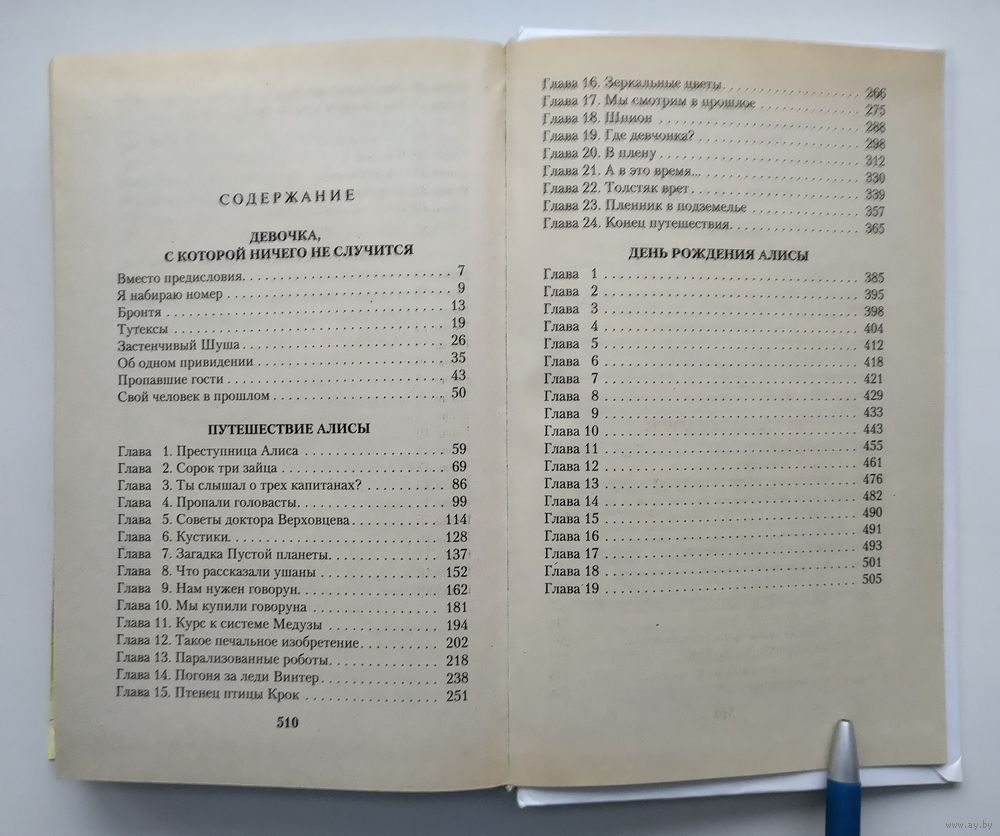 СОДЕРЖАНИЕ
ДЕВОЧКА,
С КОТОРОЙ НИЧЕГО НЕ СЛУЧИТСЯ
Вместо предисловия. 7
Я набираю номер 9
Бронтя 13
Тутексы 19
Застенчивый Шуша 26
Об одном привидении 35
Пропавшие гости 43
Свой человек в прошлом 50
ПУТЕШЕСТВИЕ АЛИСЫ
Глава 1. Преступница Алиса 59
Глава 2. Сорок три зайца 69
Глава 3. Ты слышал о трех капитанах? 86
Глава 4. Пропали головасты. 99
Глава 5. Советы доктора Верховцева 114
Глава 6. Кустики. 128
Глава 7. Загадка Пустой планеты. 137
Глава 8. Что рассказали ушаны 152
Глава 9. Нам нужен говорун. 162
Глава 10. Мы купили говоруна 181
Глава 11. Курс к системе Медузы 194
Глава 12. Такое печальное изобретение. 202
Глава 13. Парализованные роботы. 218
Глава 14. Погоня за леди Винтер 238
Глава 15. Птенец птицы Крок 251
510
Глава 16. Зеркальные цветы 266
Глава 17. Мы смотрим в прошлое 275
Глава 18. Шпион 288
Глава 19. Где девчонка? 298
Глава 20. В плену 312
Глава 21. А в это время... 330
Глава 22. Толстяк врет 339
Глава 23. Пленник в подземелье 357
Глава 24. Конец путешествия. 365
ДЕНЬ РОЖДЕНИЯ АЛИСЫ
Глава 1 385
Глава 2 395
Глава 3 398
Глава 4 404
Глава 5 412
Глава 6 418
Глава 7 421
Глава 8 429
Глава 9 433
Глава 10 443
Глава 11 455
Глава 12 461
Глава 13 476
Глава 14 482
Глава 15 490
Глава 16 491
Глава 17 493
Глава 18 501
Глава 19 505
www.ay.by